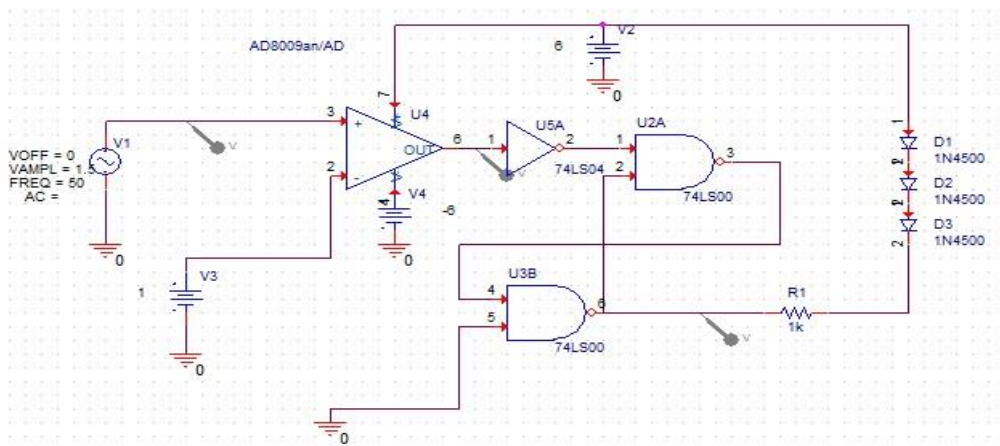 AD8009an/AD
V1
VOFF = 0
VAMPL = 1.5
FREQ = 50
AC =
0
1
V3
0
3
+
2
-
7
U4
OUT
6
4
V4
-6
0
6
V2
0
1
U5A
2
74LS04
V
V
1
2
U2A
3
74LS00
4
5
U3B
6
74LS00
0
V
R1
1k
1
D1
1N4500
2
D2
1N4500
2
D3
1N4500
2